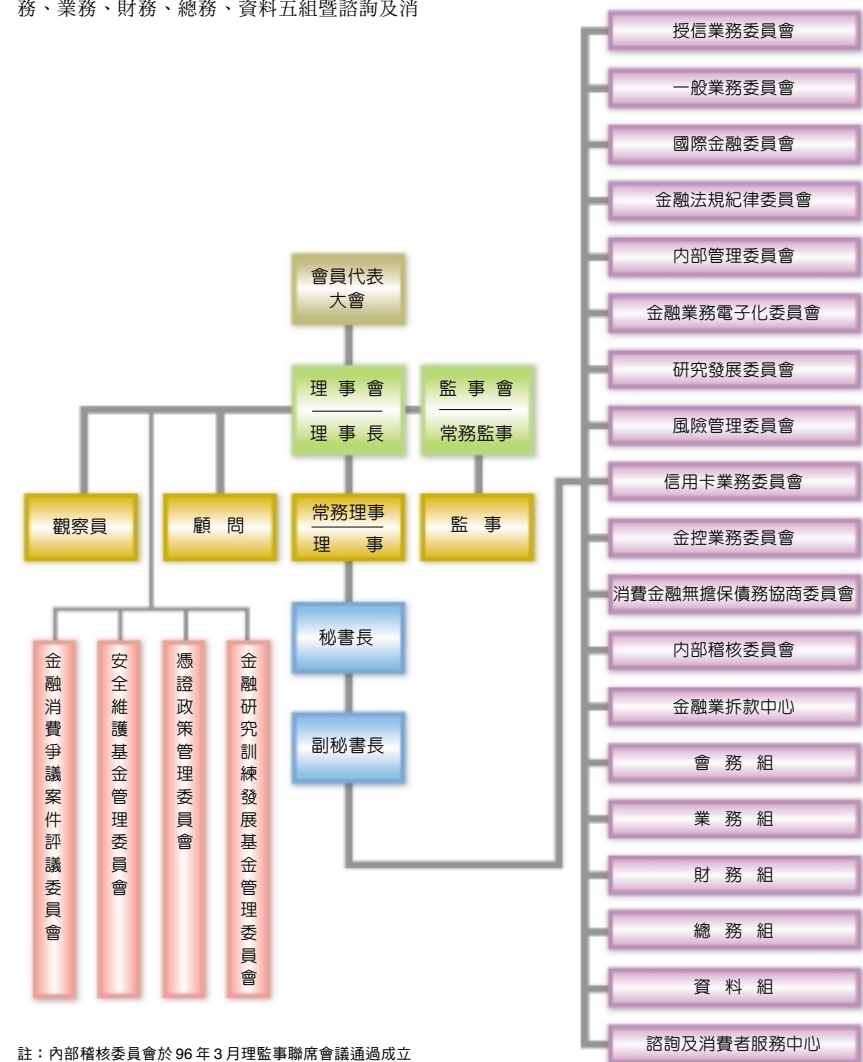 務、業務、財務、總務、資料五組暨諮詢及消
會員代表
大會
理事會
理事長
監事會
常務監事
觀察員
顧問
常務理事
理事
監事
秘書長
副秘書長
金融消費爭議案件評議委員會
安全維護基金管理委員會
憑證政策管理委員會
金融研究訓練發展基金管理委員會
授信業務委員會
一般業務委員會
國際金融委員會
金融法規紀律委員會
內部管理委員會
金融業務電子化委員會
研究發展委員會
風險管理委員會
信用卡業務委員會
金控業務委員會
消費金融無擔保債務協商委員會
內部稽核委員會
金融業拆款中心
會務組
業務組
財務組
總務組
資料組
諮詢及消費者服務中心
註：內部稽核委員會於96年3月理監事聯席會議通過成立